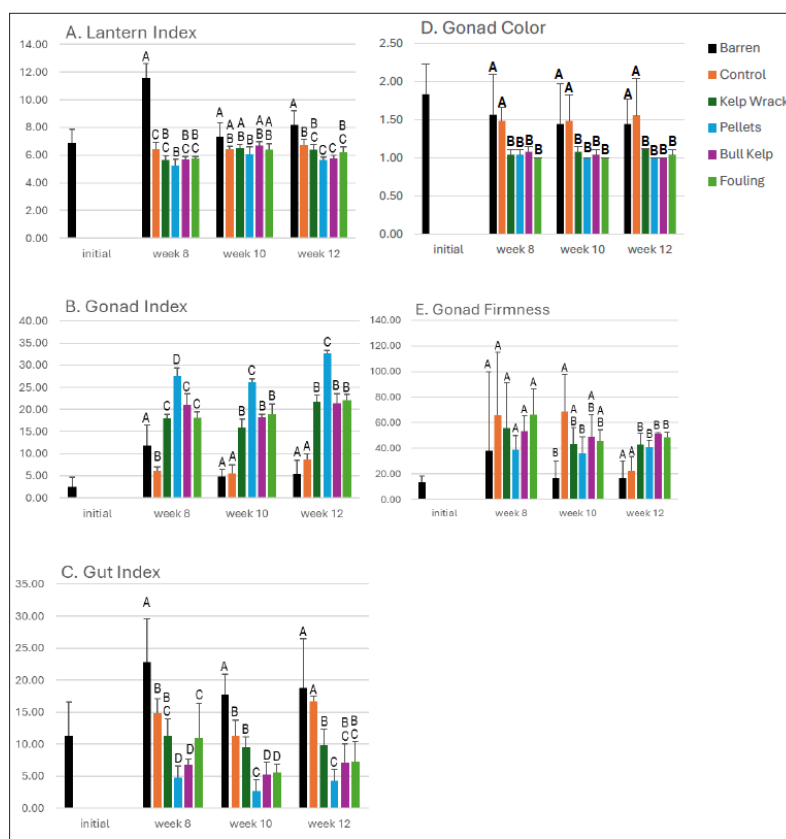 A. Lantern Index
14.00
12.00
10.00
8.00
6.00
4.00
2.00
0.00
A
C
B
C
B
B
C
B
C
A
A
B
A
B
B
A
B
A
B
A
B
B
C
C
C
B
C
initial week 8 week 10 week 12
D. Gonad Color
2.50
2.00
1.50
1.00
0.50
0.00
A A B B B B
A A B B B B
A A B B B B
initial week 8 week 10 week 12
Barren
Control
Kelp Wrack
Pellets
Bull Kelp
Fouling
B. Gonad Index
40.00
35.00
30.00
25.00
20.00
15.00
10.00
5.00
0.00
A B C D C C
A A B C B B
A A B C B B
initial week 8 week 10 week 12
E. Gonad Firmness
140.00
120.00
100.00
80.00
60.00
40.00
20.00
0.00
A A A A A A
B
A
A
B
B
A
B
A
B
A A B B B B
initial week 8 week 10 week 12
C. Gut Index
35.00
30.00
25.00
20.00
15.00
10.00
5.00
0.00
A
B
B
C
D
D
C
A B B C D D
A
A
B
C
B
C
B
C
initial week 8 week 10 week 12